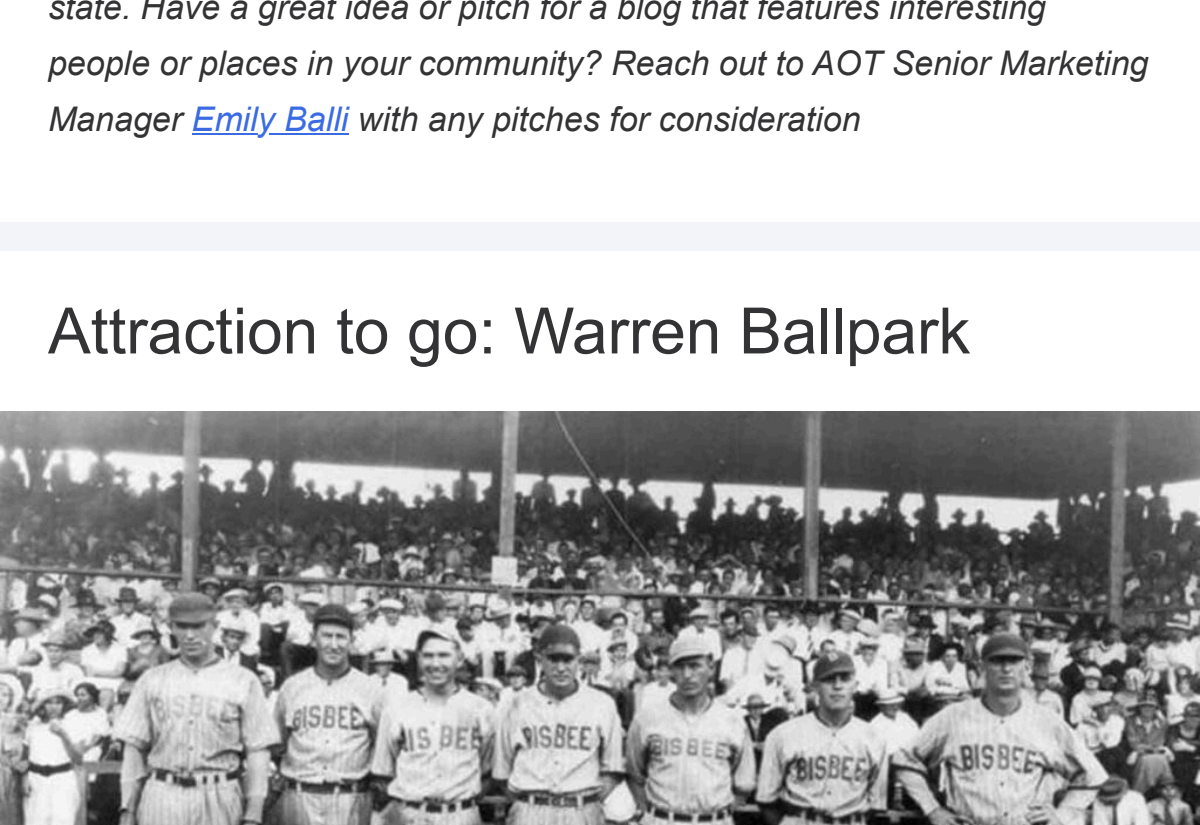 state. Have a great idea or pitch for a blog that features interesting
people or places in your community? Reach out to AOT Senior Marketing
Manager Emily Balli with any pitches for consideration
Attraction to go: Warren Ballpark
BISBEE
BISBEE
BISBEE
BISBEE
BISBEE
BISBEE
BISBEE